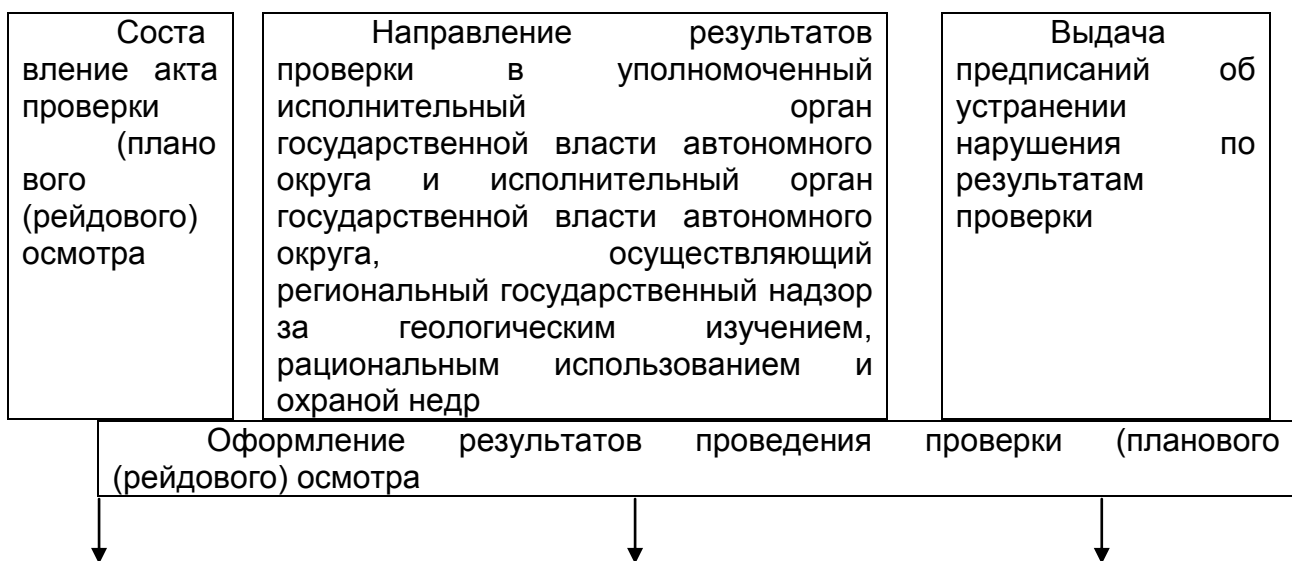 Соста
вление акта
проверки
(плано
вого
(рейдового)
осмотра
Направление результатов
проверки в уполномоченный
исполнительный орган
государственной власти автономного
округа и исполнительный орган
государственной власти автономного
округа, осуществляющий
региональный государственный надзор
за геологическим изучением,
рациональным использованием и
охраной недр
Выдача
предписаний об
устранении
нарушения по
результатам
проверки
Оформление результатов проведения проверки (планового
(рейдового) осмотра